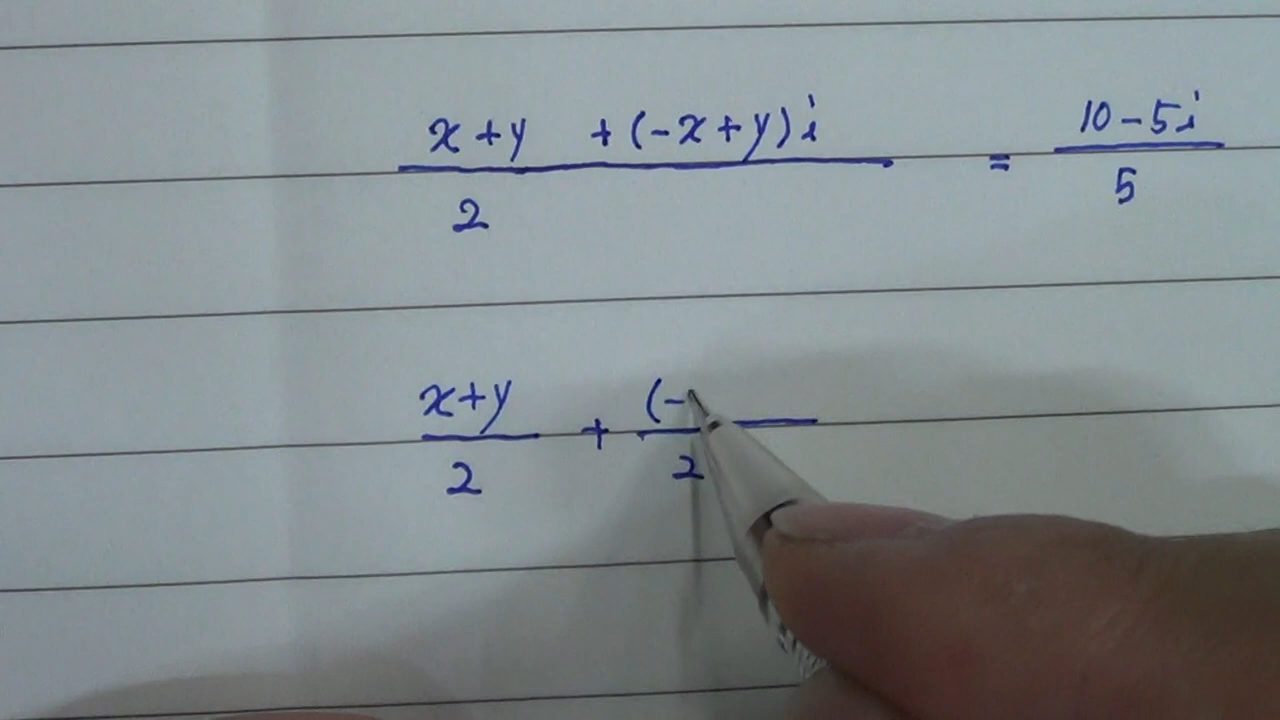 x+y + (-x+y)i = 10-5i
2 5
x+y + (-
2 2